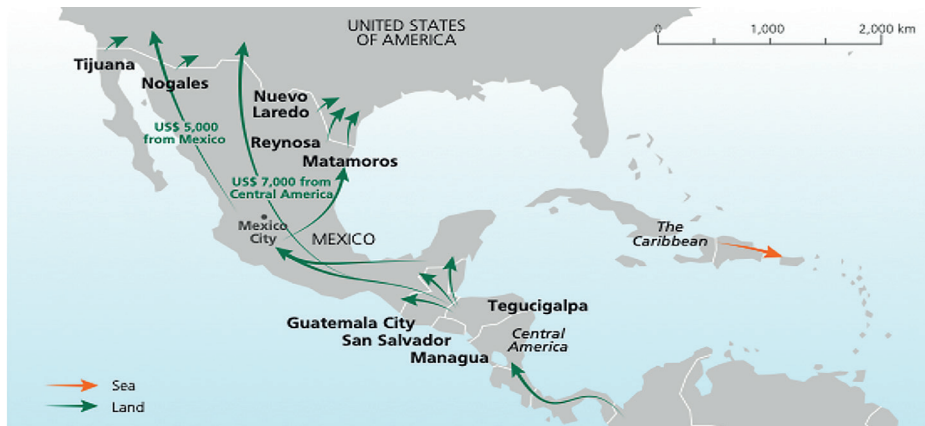 UNITED STATES
OF AMERICA
0
1,000
2,000 km
Tijuana
Nogales
Nuevo
Laredo
US$ 5,000
from Mexico
Reynosa
Matamoros
US$ 7,000 from
Central America
Mexico
City
MEXICO
The
Caribbean
Tegucigalpa
Guatemala City
San Salvador
Managua
Central
America
Sea
Land